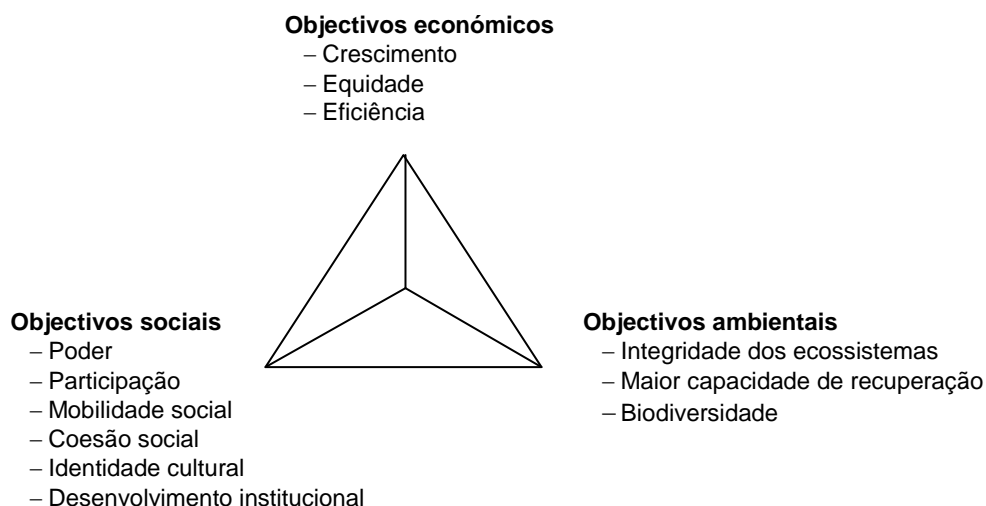 Objectivos económicos
– Crescimento
– Equidade
– Eficiência
Objectivos sociais
– Poder
– Participação
– Mobilidade social
– Coesão social
– Identidade cultural
– Desenvolvimento institucional
Objectivos ambientais
– Integridade dos ecossistemas
– Maior capacidade de recuperação
– Biodiversidade